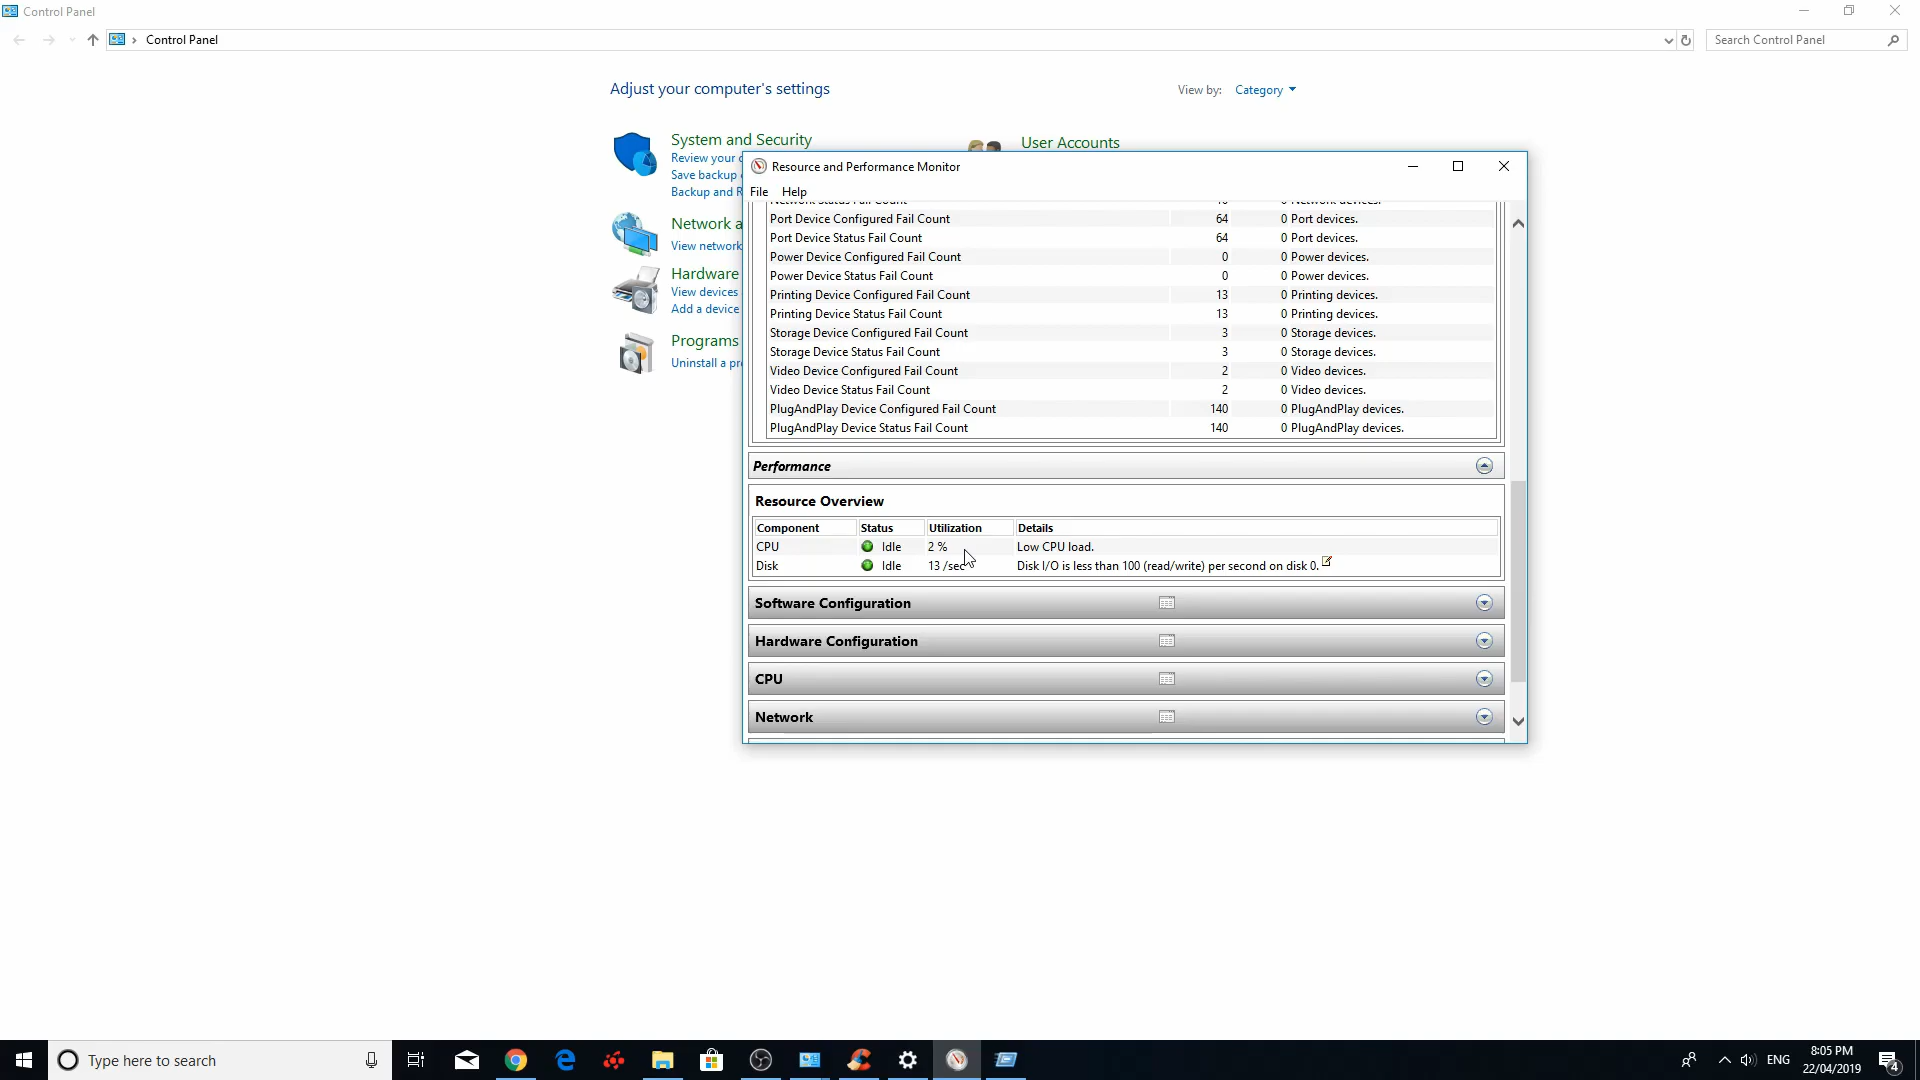 Control Panel
Control Panel
Search Control Panel
Adjust your computer's settings
View by: Category
System and Security
Review your
Save backup
Backup and R
User Accounts
Network a
View network
Hardware
View devices
Add a device
Programs
Uninstall a pr
Resource and Performance Monitor
File Help
Port Device Configured Fail Count 64 0 Port devices.
Port Device Status Fail Count 64 0 Port devices.
Power Device Configured Fail Count 0 0 Power devices.
Power Device Status Fail Count 0 0 Power devices.
Printing Device Configured Fail Count 13 0 Printing devices.
Printing Device Status Fail Count 13 0 Printing devices.
Storage Device Configured Fail Count 3 0 Storage devices.
Storage Device Status Fail Count 3 0 Storage devices.
Video Device Configured Fail Count 2 0 Video devices.
Video Device Status Fail Count 2 0 Video devices.
PlugAndPlay Device Configured Fail Count 140 0 PlugAndPlay devices.
PlugAndPlay Device Status Fail Count 140 0 PlugAndPlay devices.
Performance
Resource Overview
Component Status Utilization Details
CPU Idle 2 % Low CPU load.
Disk Idle 13 /sec Disk I/O is less than 100 (read/write) per second on disk 0.
Software Configuration
Hardware Configuration
CPU
Network
Type here to search
ENG
8:05 PM
22/04/2019
4